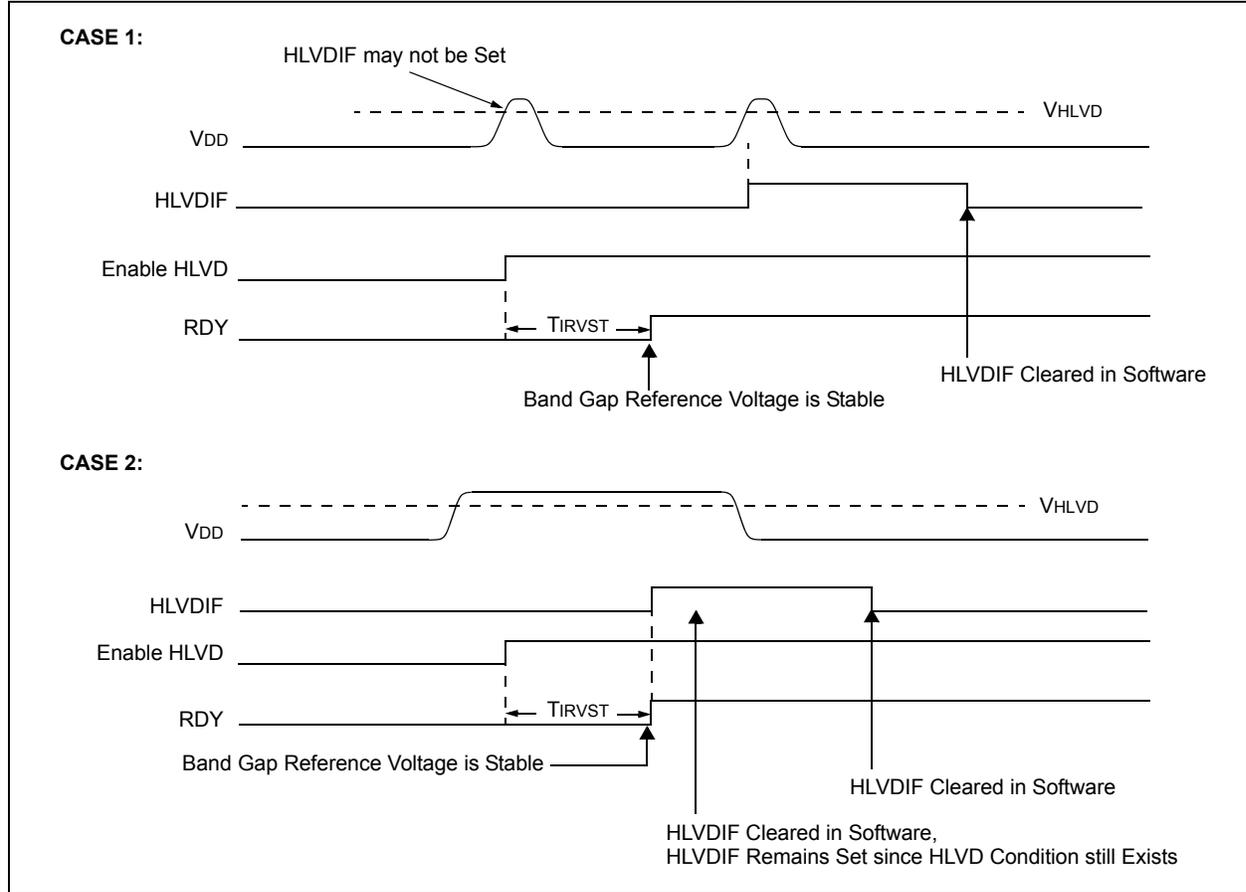 CASE 1:
HLVDIF may not be Set
VHLVD
VDD
HLVDIF
Enable HLVD
TIRVST
RDY
HLVDIF Cleared in Software
Band Gap Reference Voltage is Stable
CASE 2:
VHLVD
VDD
HLVDIF
Enable HLVD
TIRVST
RDY
Band Gap Reference Voltage is Stable
HLVDIF Cleared in Software
HLVDIF Cleared in Software,
HLVDIF Remains Set since HLVD Condition still Exists